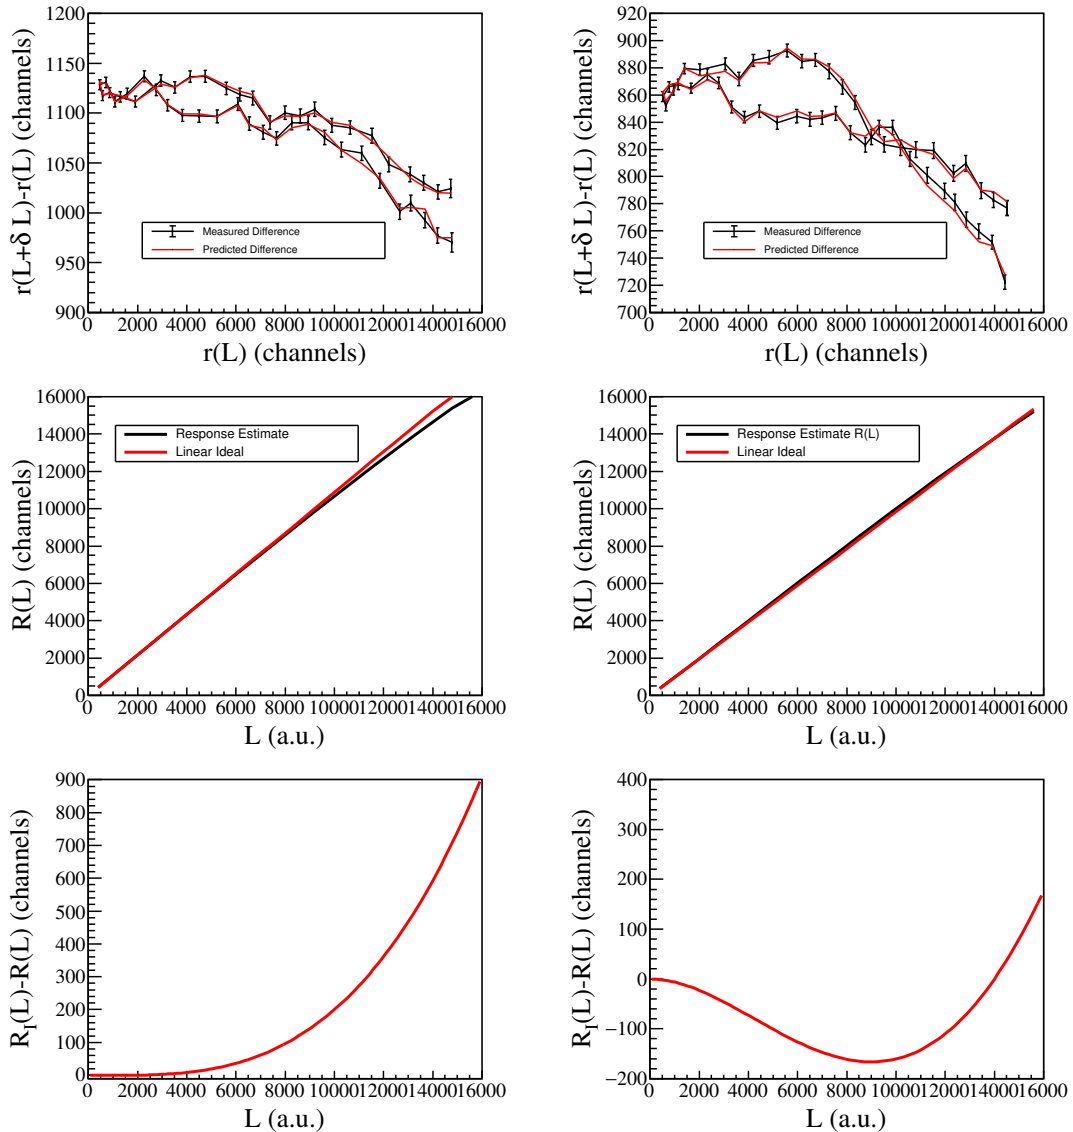 1200
1150
1100
1050
1000
950
900
r(L+δ L)-r(L) (channels)
Measured Difference
Predicted Difference
0 2000 4000 6000 8000 10000 12000 14000 16000
r(L) (channels)
920
900
880
860
840
820
800
780
760
740
720
700
r(L+δ L)-r(L) (channels)
Measured Difference
Predicted Difference
0 2000 4000 6000 8000 10000 12000 14000 16000
r(L) (channels)
16000
14000
12000
10000
8000
6000
4000
2000
0
R(L) (channels)
Response Estimate
Linear Ideal
0 2000 4000 6000 8000 10000 12000 14000 16000
L (a.u.)
16000
14000
12000
10000
8000
6000
4000
2000
0
R(L) (channels)
Response Estimate R(L)
Linear Ideal
0 2000 4000 6000 8000 10000 12000 14000 16000
L (a.u.)
900
800
700
600
500
400
300
200
100
0
R_I(L)-R(L) (channels)
0 2000 4000 6000 8000 10000 12000 14000 16000
L (a.u.)
400
300
200
100
0
−100
−200
R_I(L)-R(L) (channels)
0 2000 4000 6000 8000 10000 12000 14000 16000
L (a.u.)